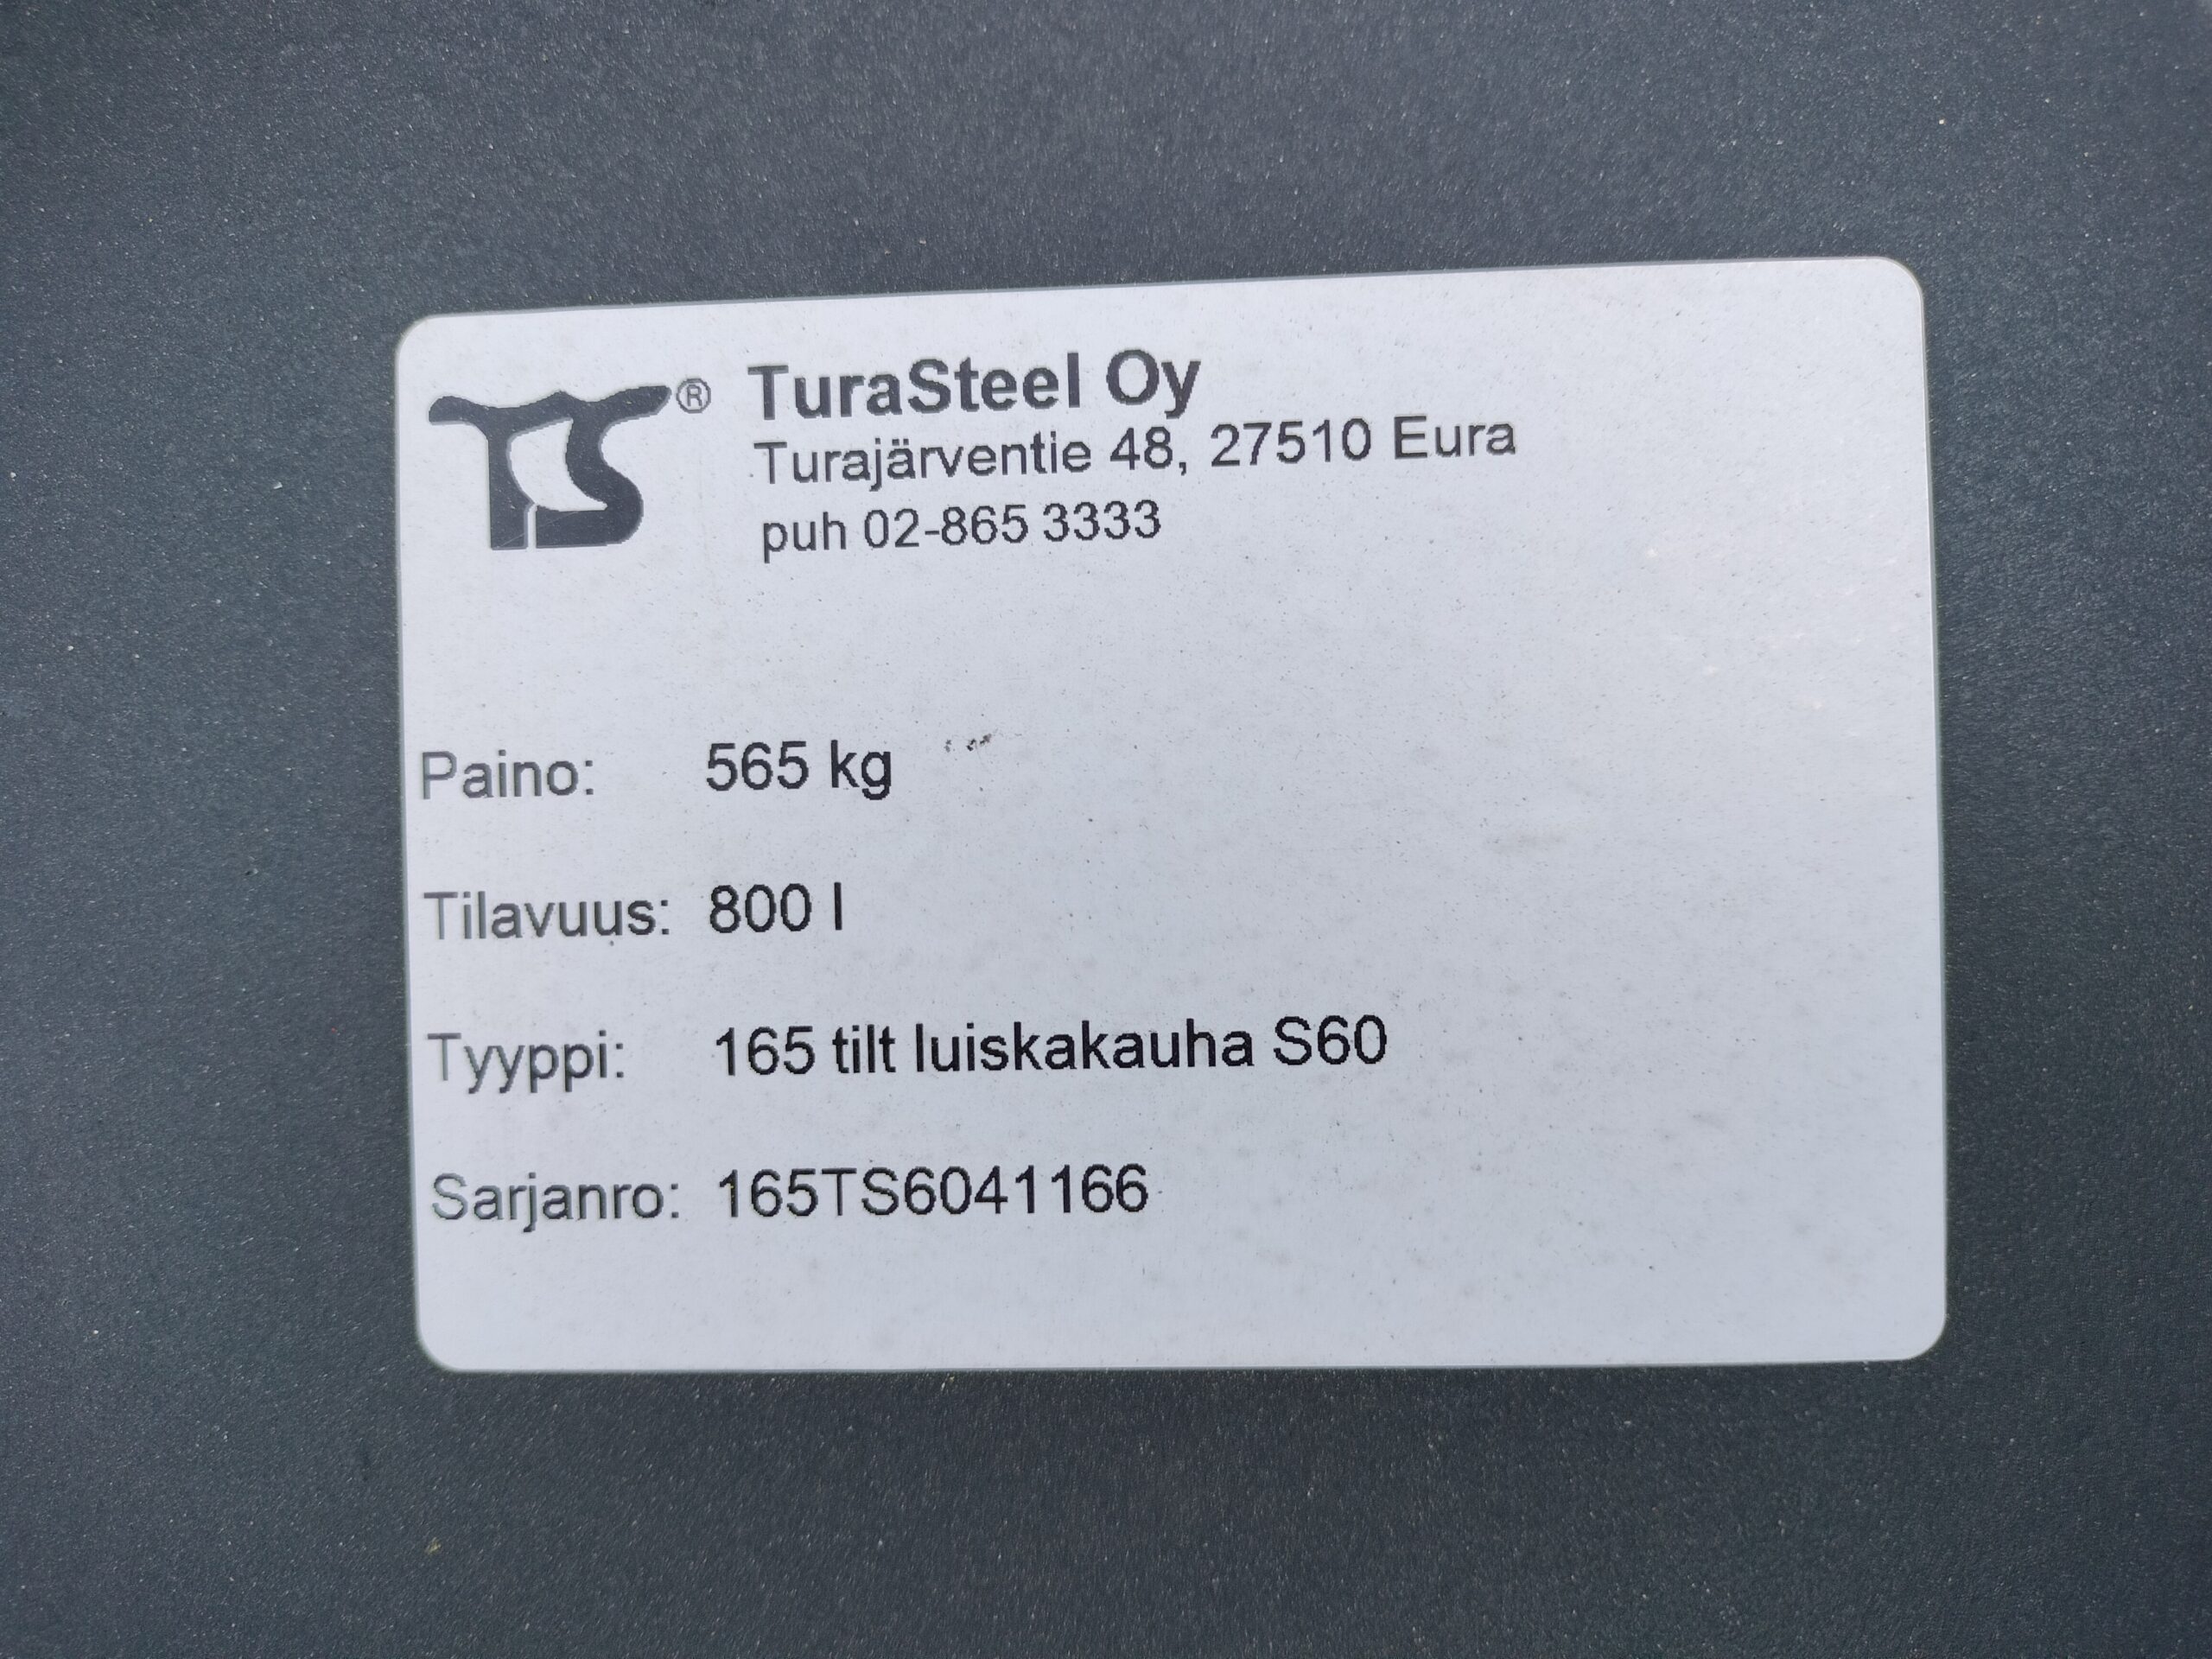 TS® TuraSteel Oy
Turajärventie 48, 27510 Eura
puh 02-865 3333
Paino: 565 kg
Tilavuus: 800 l
Tyyppi: 165 tilt luiskakauha S60
Sarjanro: 165TS6041166